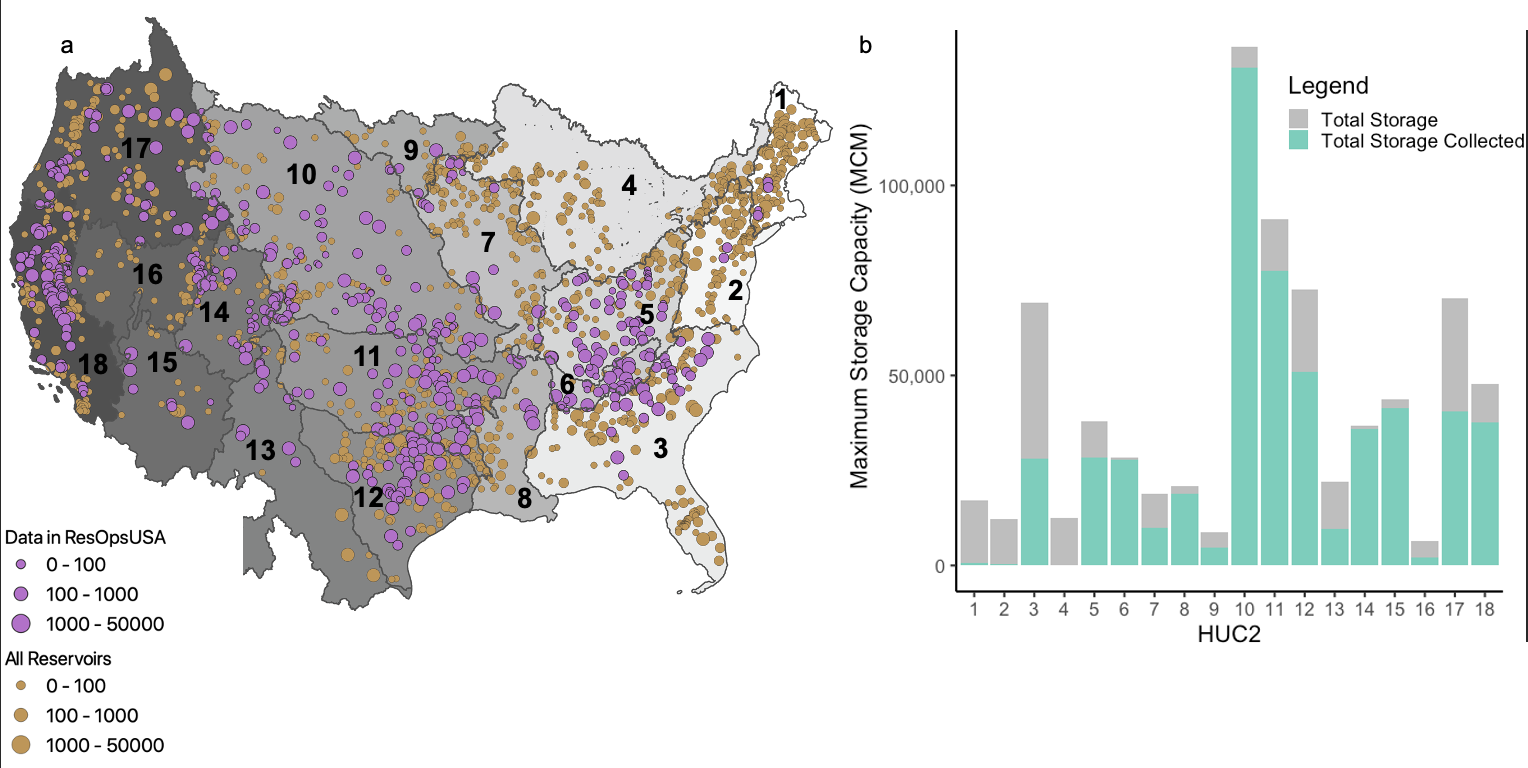 a
1
17
9
10
4
7
16
2
14
5
11
18
15
6
3
13
12
8
Data in ResOpsUSA
0 - 100
100 - 1000
1000 - 50000
All Reservoirs
0 - 100
100 - 1000
1000 - 50000
b
Legend
Total Storage
Total Storage Collected
Maximum Storage Capacity (MCM)
100,000
50,000
0
1 2 3 4 5 6 7 8 9 10 11 12 13 14 15 16 17 18
HUC2